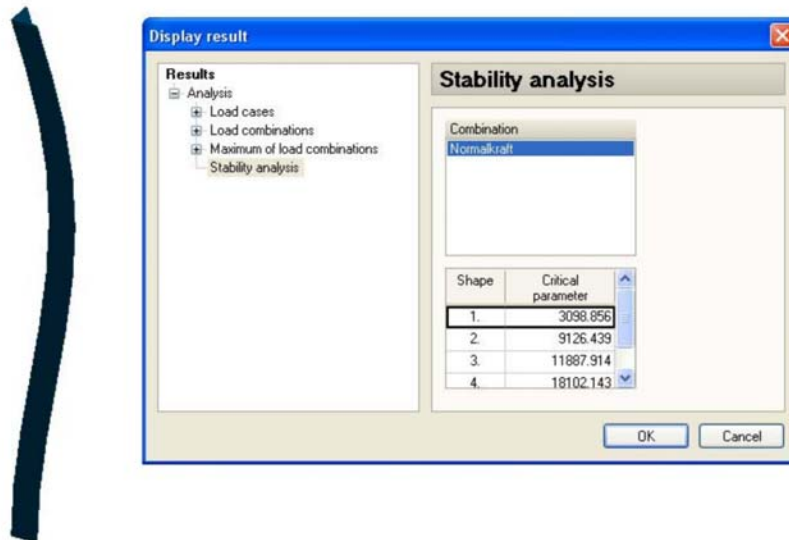 Display result
Results
Analysis
Load cases
Load combinations
Maximum of load combinations
Stability analysis
Stability analysis
Combination
Normalkraft
Shape Critical parameter
1. 3098.856
2. 9126.439
3. 11887.914
4. 18102.143
OK Cancel